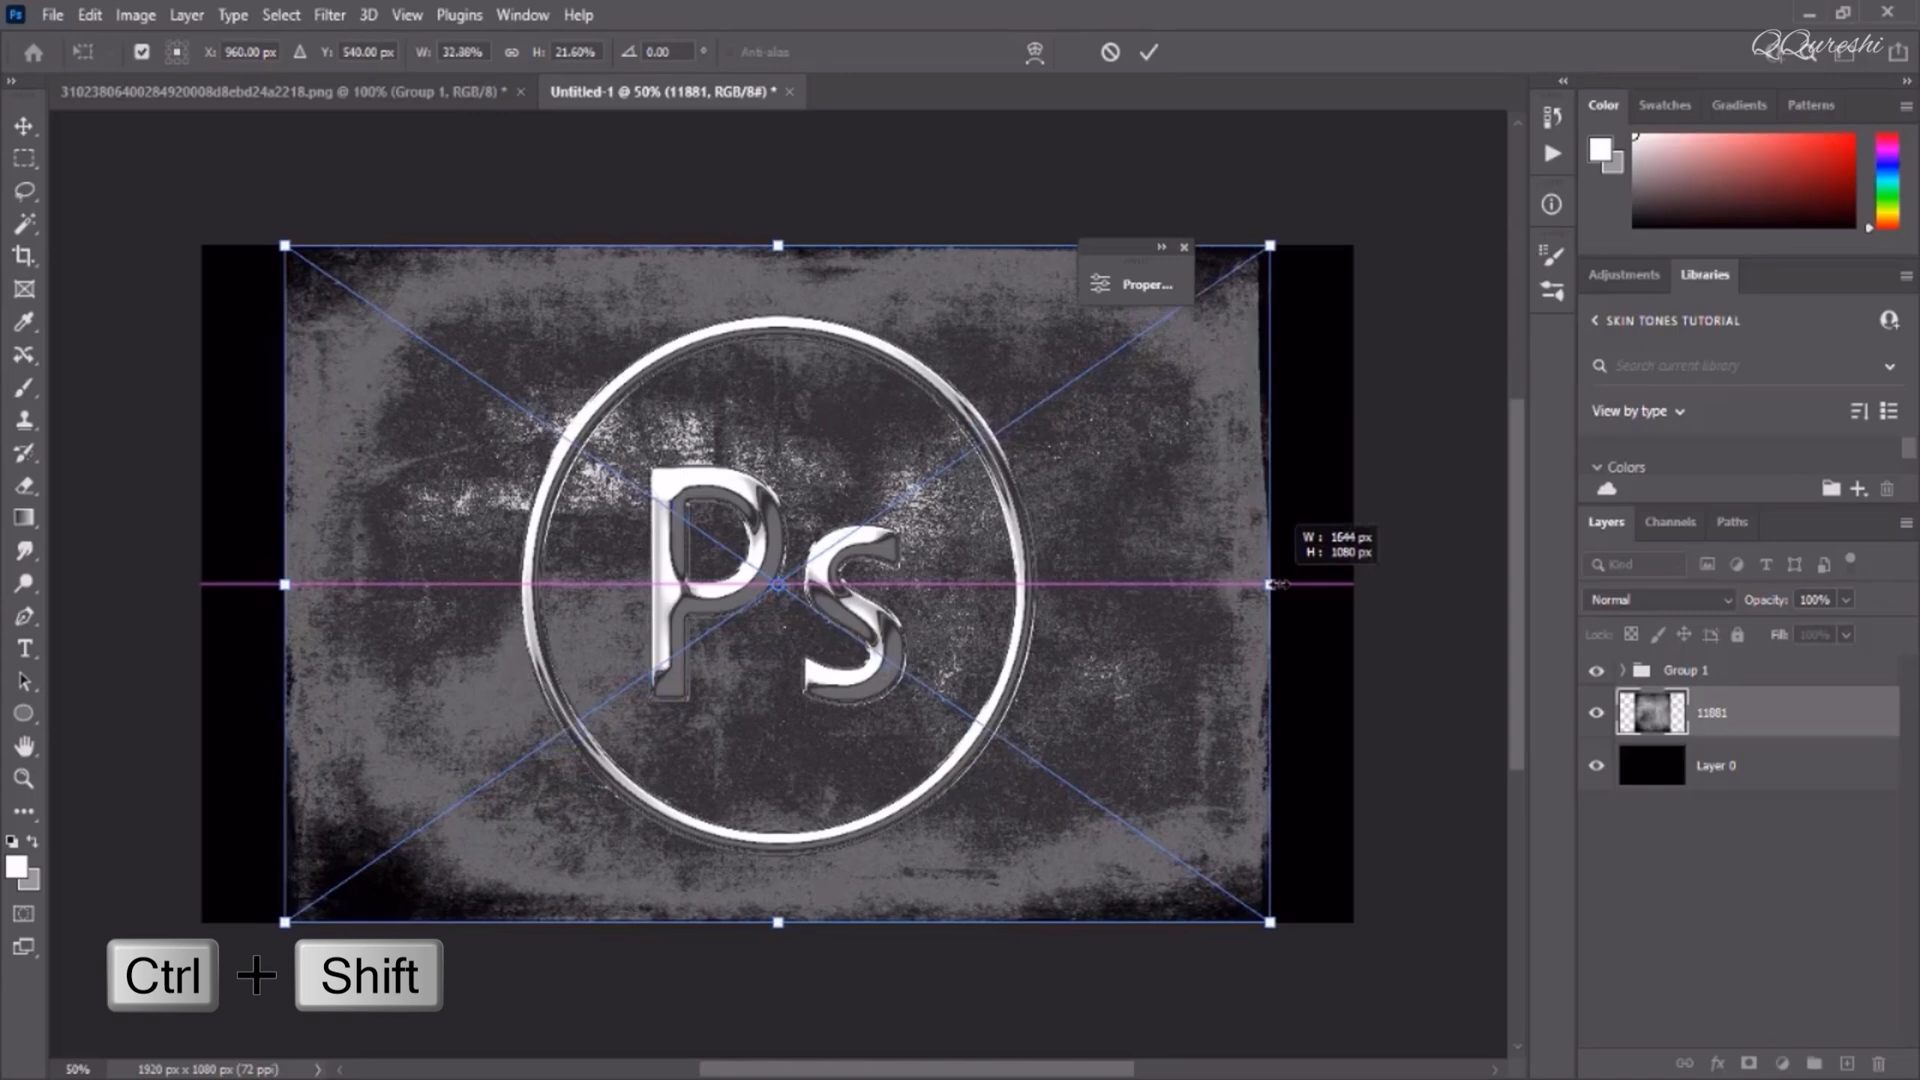 Ps File Edit Image Layer Type Select Filter 3D View Plugins Window Help
QQureshi
X: 960.00 px Y: 540.00 px W: 32.88% H: 21.60% 0.00 ° Anti-alias
31023806400284920008d8ebd24a2218.png @ 100% (Group 1, RGB/8) * × Untitled-1 @ 50% (11881, RGB/8#) * ×
Color Swatches Gradients Patterns
Proper...
Adjustments Libraries
SKIN TONES TUTORIAL
Search current library
View by type
Colors
Ps
W : 1644 px
H : 1080 px
Layers Channels Paths
Kind
Normal Opacity: 100%
Lock: Fill: 100%
Group 1
11881
Layer 0
Ctrl + Shift
50% 1920 px x 1080 px (72 ppi)